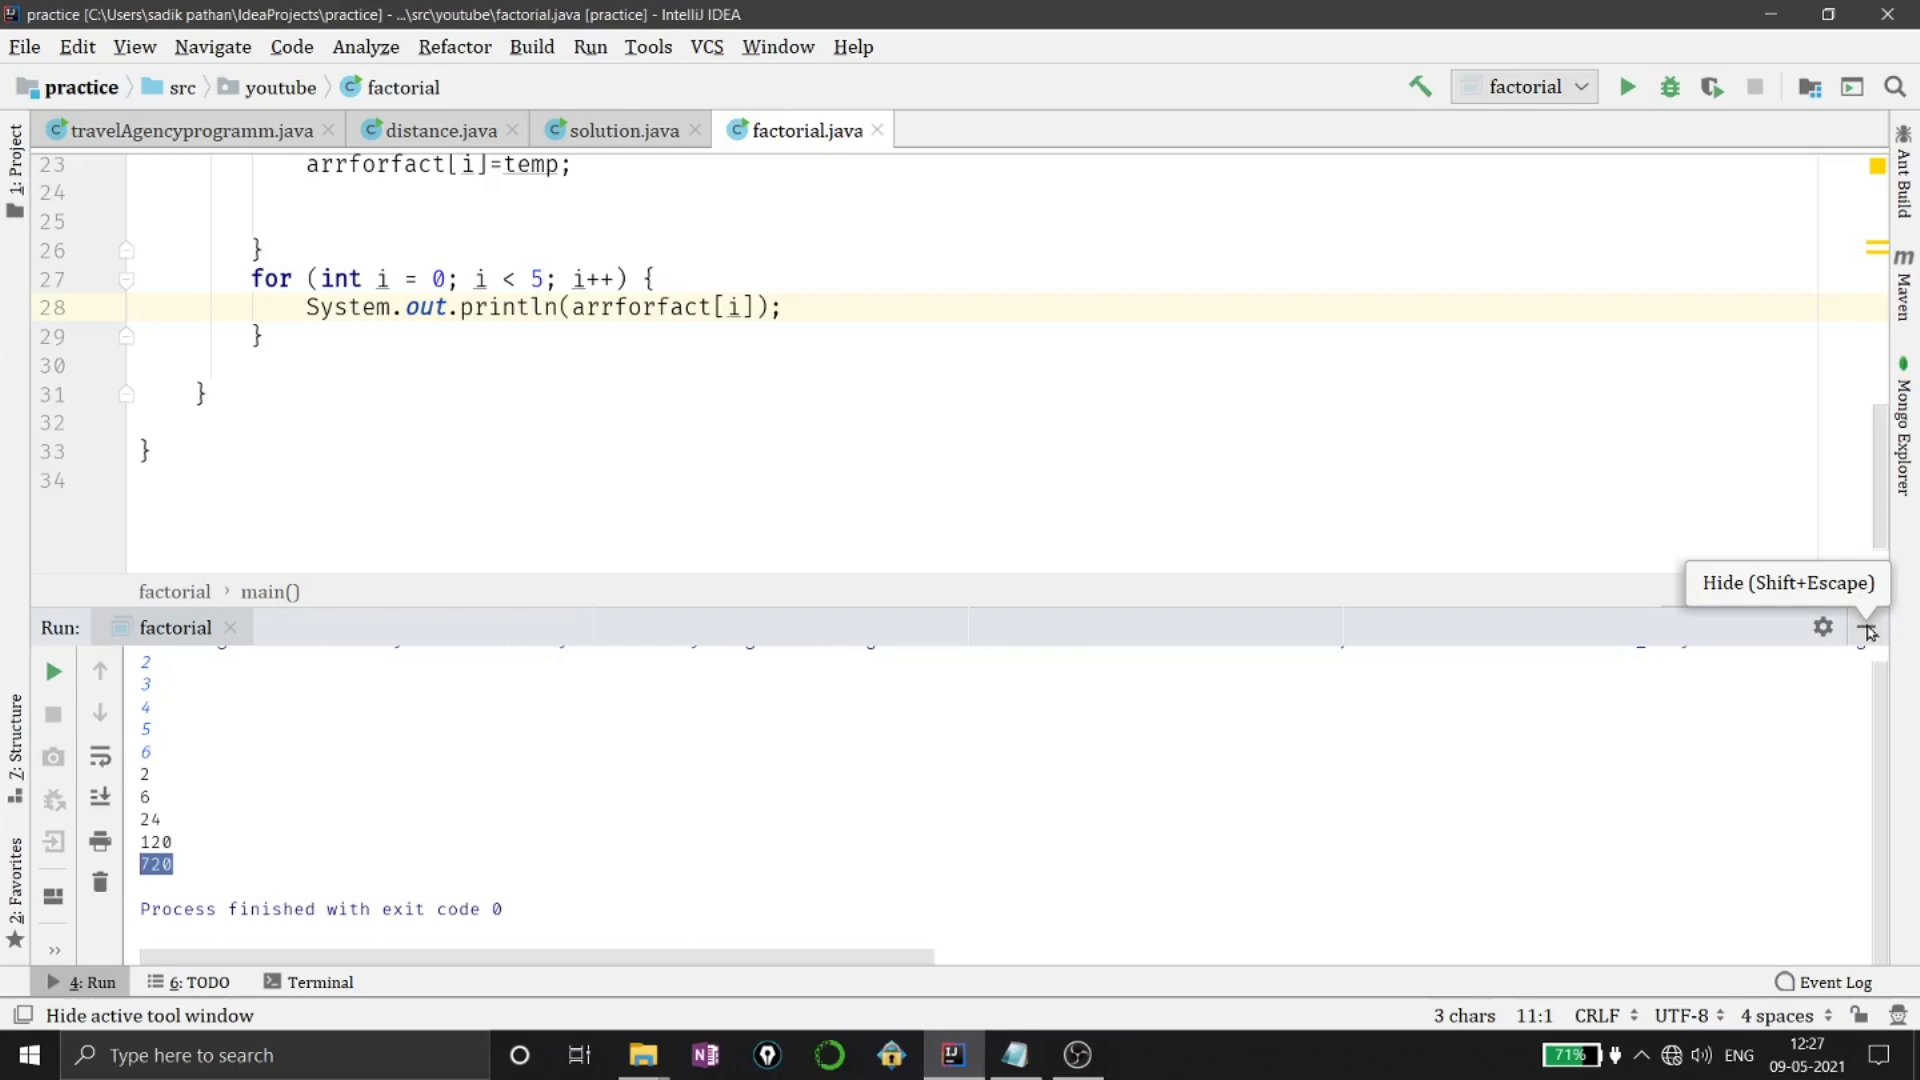 practice [C:\Users\sadik pathan\IdeaProjects\practice] - ...\src\youtube\factorial.java [practice] - IntelliJ IDEA
File Edit View Navigate Code Analyze Refactor Build Run Tools VCS Window Help
practice src youtube factorial
factorial
travelAgencyprogramm.java distance.java solution.java factorial.java
1: Project
7: Structure
2: Favorites
Ant Build
Maven
Mongo Explorer
23 arrforfact[i]=temp;
24
25
26 }
27 for (int i = 0; i < 5; i++) {
28 System.out.println(arrforfact[i]);
29 }
30
31 }
32
33 }
34
Hide (Shift+Escape)
factorial › main()
Run: factorial
2
3
4
5
6
2
6
24
120
720
Process finished with exit code 0
4: Run 6: TODO Terminal Event Log
Hide active tool window 3 chars 11:1 CRLF UTF-8 4 spaces
Type here to search 71% ENG 12:27
09-05-2021